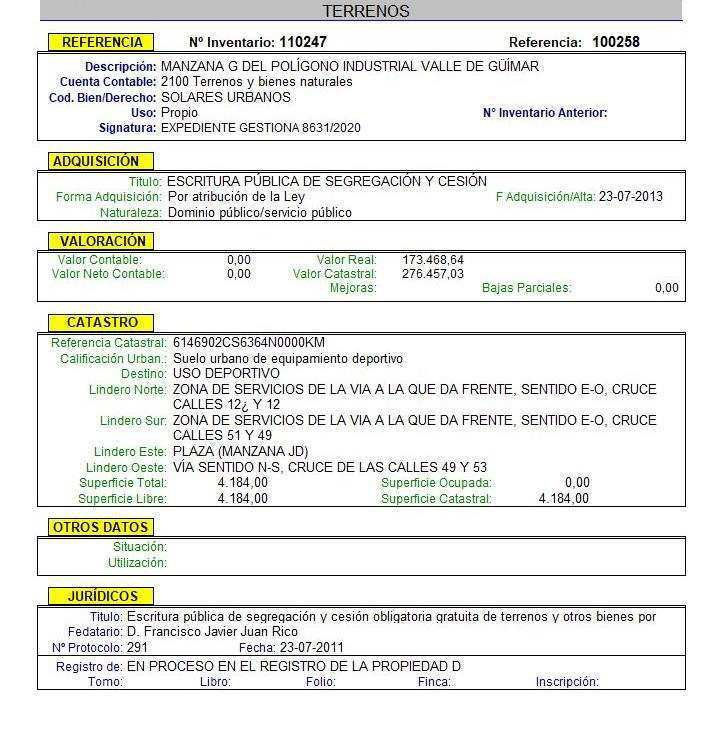 TERRENOS
REFERENCIA Nº Inventario: 110247 Referencia: 100258
Descripción: MANZANA G DEL POLÍGONO INDUSTRIAL VALLE DE GÜÍMAR
Cuenta Contable: 2100 Terrenos y bienes naturales
Cod. Bien/Derecho: SOLARES URBANOS
Uso: Propio Nº Inventario Anterior:
Signatura: EXPEDIENTE GESTIONA 8631/2020
ADQUISICIÓN
Titulo: ESCRITURA PÚBLICA DE SEGREGACIÓN Y CESIÓN
Forma Adquisición: Por atribución de la Ley F Adquisición/Alta: 23-07-2013
Naturaleza: Dominio público/servicio público
VALORACIÓN
Valor Contable: 0,00 Valor Real: 173.468,64
Valor Neto Contable: 0,00 Valor Catastral: 276.457,03
Mejoras: Bajas Parciales: 0,00
CATASTRO
Referencia Catastral: 6146902CS6364N0000KM
Calificación Urban.: Suelo urbano de equipamiento deportivo
Destino: USO DEPORTIVO
Lindero Norte: ZONA DE SERVICIOS DE LA VIA A LA QUE DA FRENTE, SENTIDO E-O, CRUCE
CALLES 12¿ Y 12
Lindero Sur: ZONA DE SERVICIOS DE LA VIA A LA QUE DA FRENTE, SENTIDO E-O, CRUCE
CALLES 51 Y 49
Lindero Este: PLAZA (MANZANA JD)
Lindero Oeste: VÍA SENTIDO N-S, CRUCE DE LAS CALLES 49 Y 53
Superficie Total: 4.184,00 Superficie Ocupada: 0,00
Superficie Libre: 4.184,00 Superficie Catastral: 4.184,00
OTROS DATOS
Situación:
Utilización:
JURÍDICOS
Titulo: Escritura pública de segregación y cesión obligatoria gratuita de terrenos y otros bienes por
Fedatario: D. Francisco Javier Juan Rico
Nº Protocolo: 291 Fecha: 23-07-2011
Registro de: EN PROCESO EN EL REGISTRO DE LA PROPIEDAD D
Tomo: Libro: Folio: Finca: Inscripción: